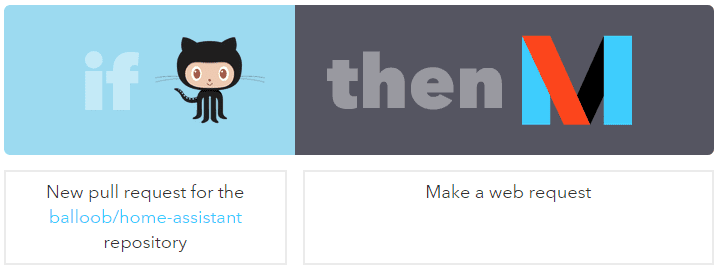 if then M
New pull request for the
balloob/home-assistant
repository
Make a web request